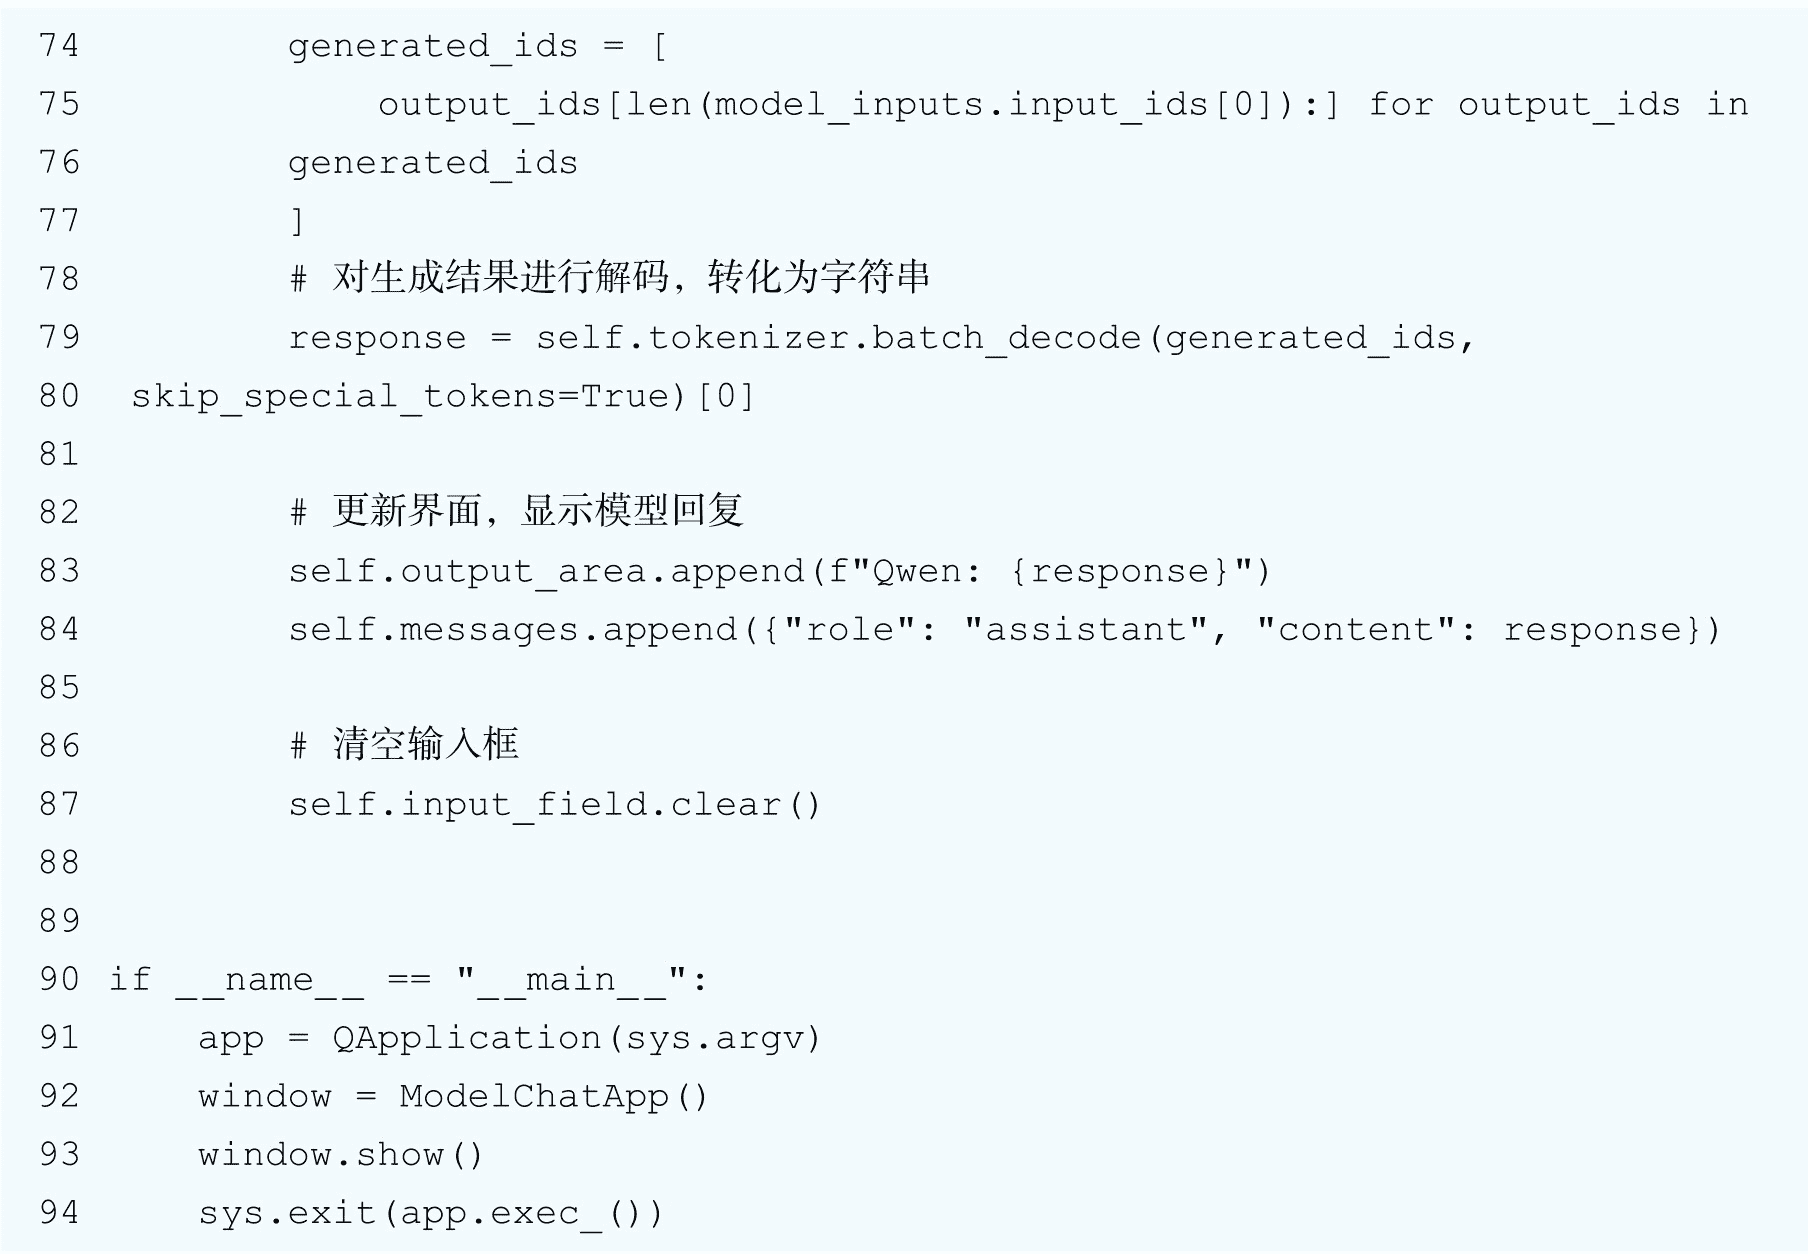 74         generated_ids = [
75             output_ids[len(model_inputs.input_ids[0]):] for output_ids in
76         generated_ids
77         ]
78         # 对生成结果进行解码，转化为字符串
79         response = self.tokenizer.batch_decode(generated_ids,
80  skip_special_tokens=True)[0]
81
82         # 更新界面，显示模型回复
83         self.output_area.append(f"Qwen: {response}")
84         self.messages.append({"role": "assistant", "content": response})
85
86         # 清空输入框
87         self.input_field.clear()
88
89
90 if __name__ == "__main__":
91     app = QApplication(sys.argv)
92     window = ModelChatApp()
93     window.show()
94     sys.exit(app.exec_())